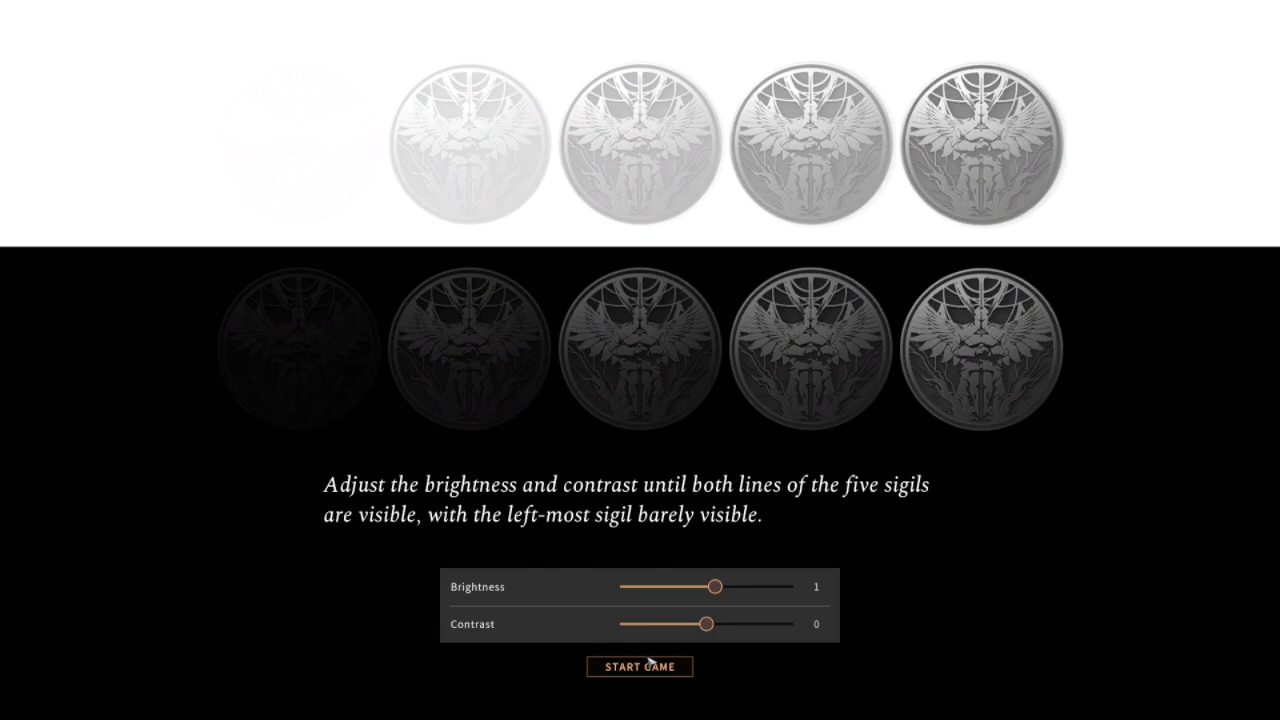 Adjust the brightness and contrast until both lines of the five sigils
are visible, with the left-most sigil barely visible.
Brightness 1
Contrast 0
START GAME